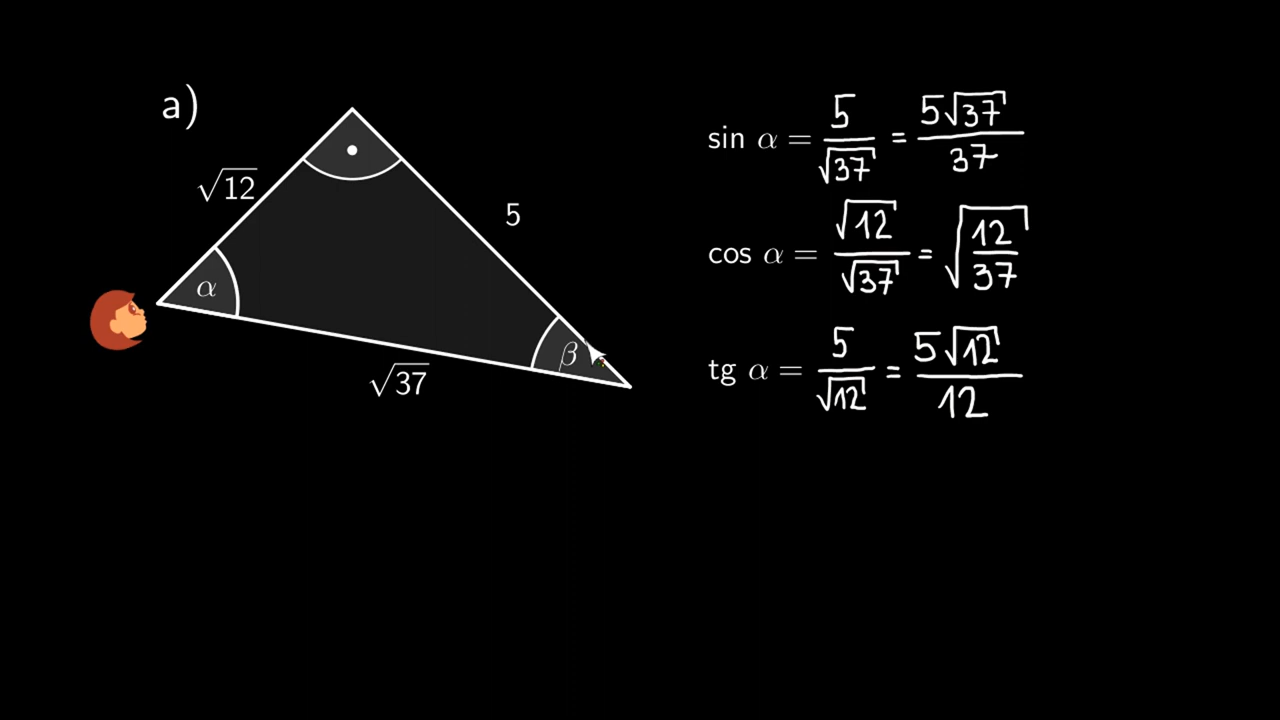 a)
√12
5
α
β
√37
sin α = 5/√37 = 5√37/37
cos α = √12/√37 = √(12/37)
tg α = 5/√12 = 5√12/12